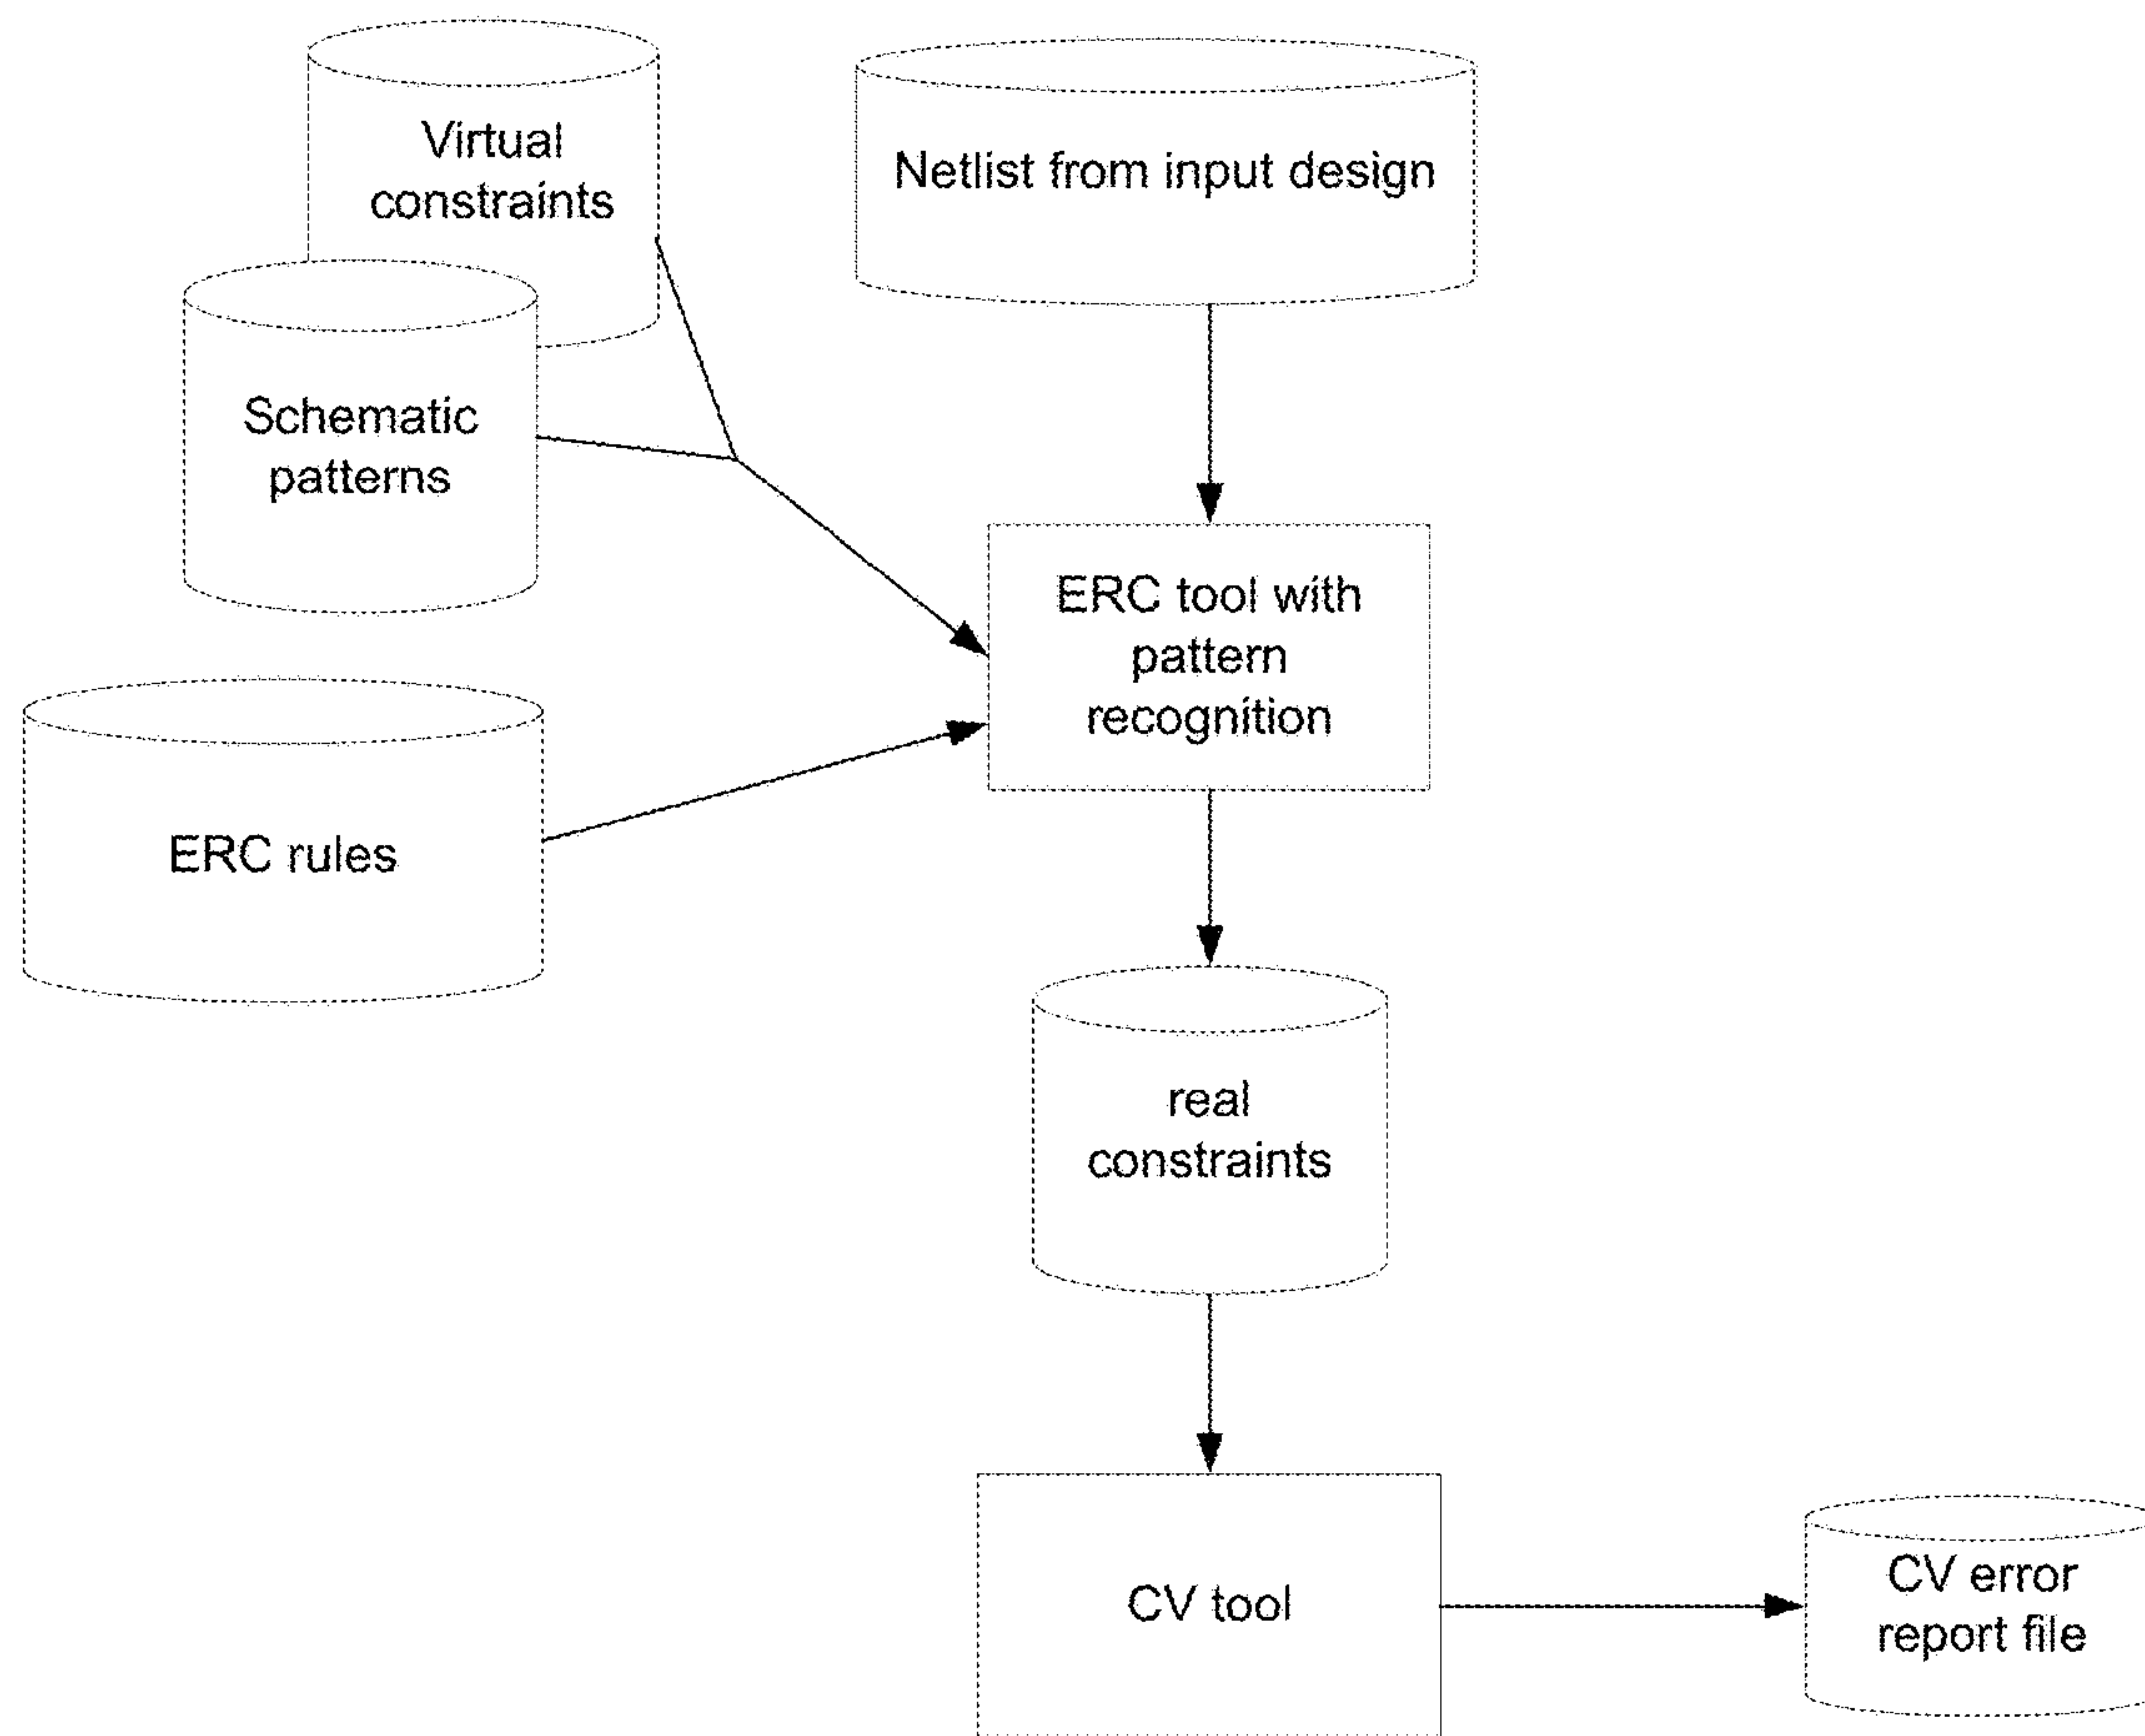 Virtual
constraints
Netlist from input design
Schematic
patterns
ERC tool with
pattern
recognition
ERC rules
real
constraints
CV tool
CV error
report file